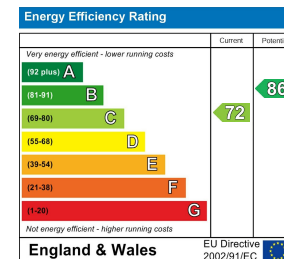 Energy Efficiency Rating
Current
Very energy efficient - lower running costs
(92 plus) A
(81-91) B
86
(69-80) C
72
(55-68) D
(39-54) E
(21-38) F
(1-20) G
Not energy efficient - higher running costs
England & Wales
EU Directive
2002/91/EC